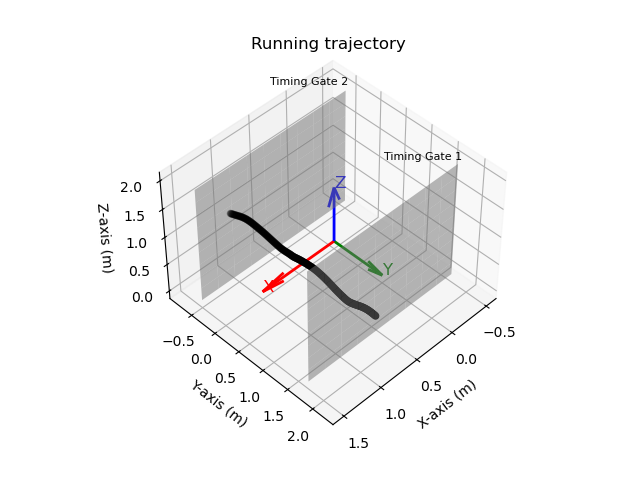 Running trajectory
Timing Gate 2
Timing Gate 1
Z
Y
X
2.0
1.5
1.0
0.5
0.0
Z-axis (m)
−0.5
0.0
0.5
1.0
1.5
2.0
Y-axis (m)
−0.5
0.0
0.5
1.0
1.5
X-axis (m)